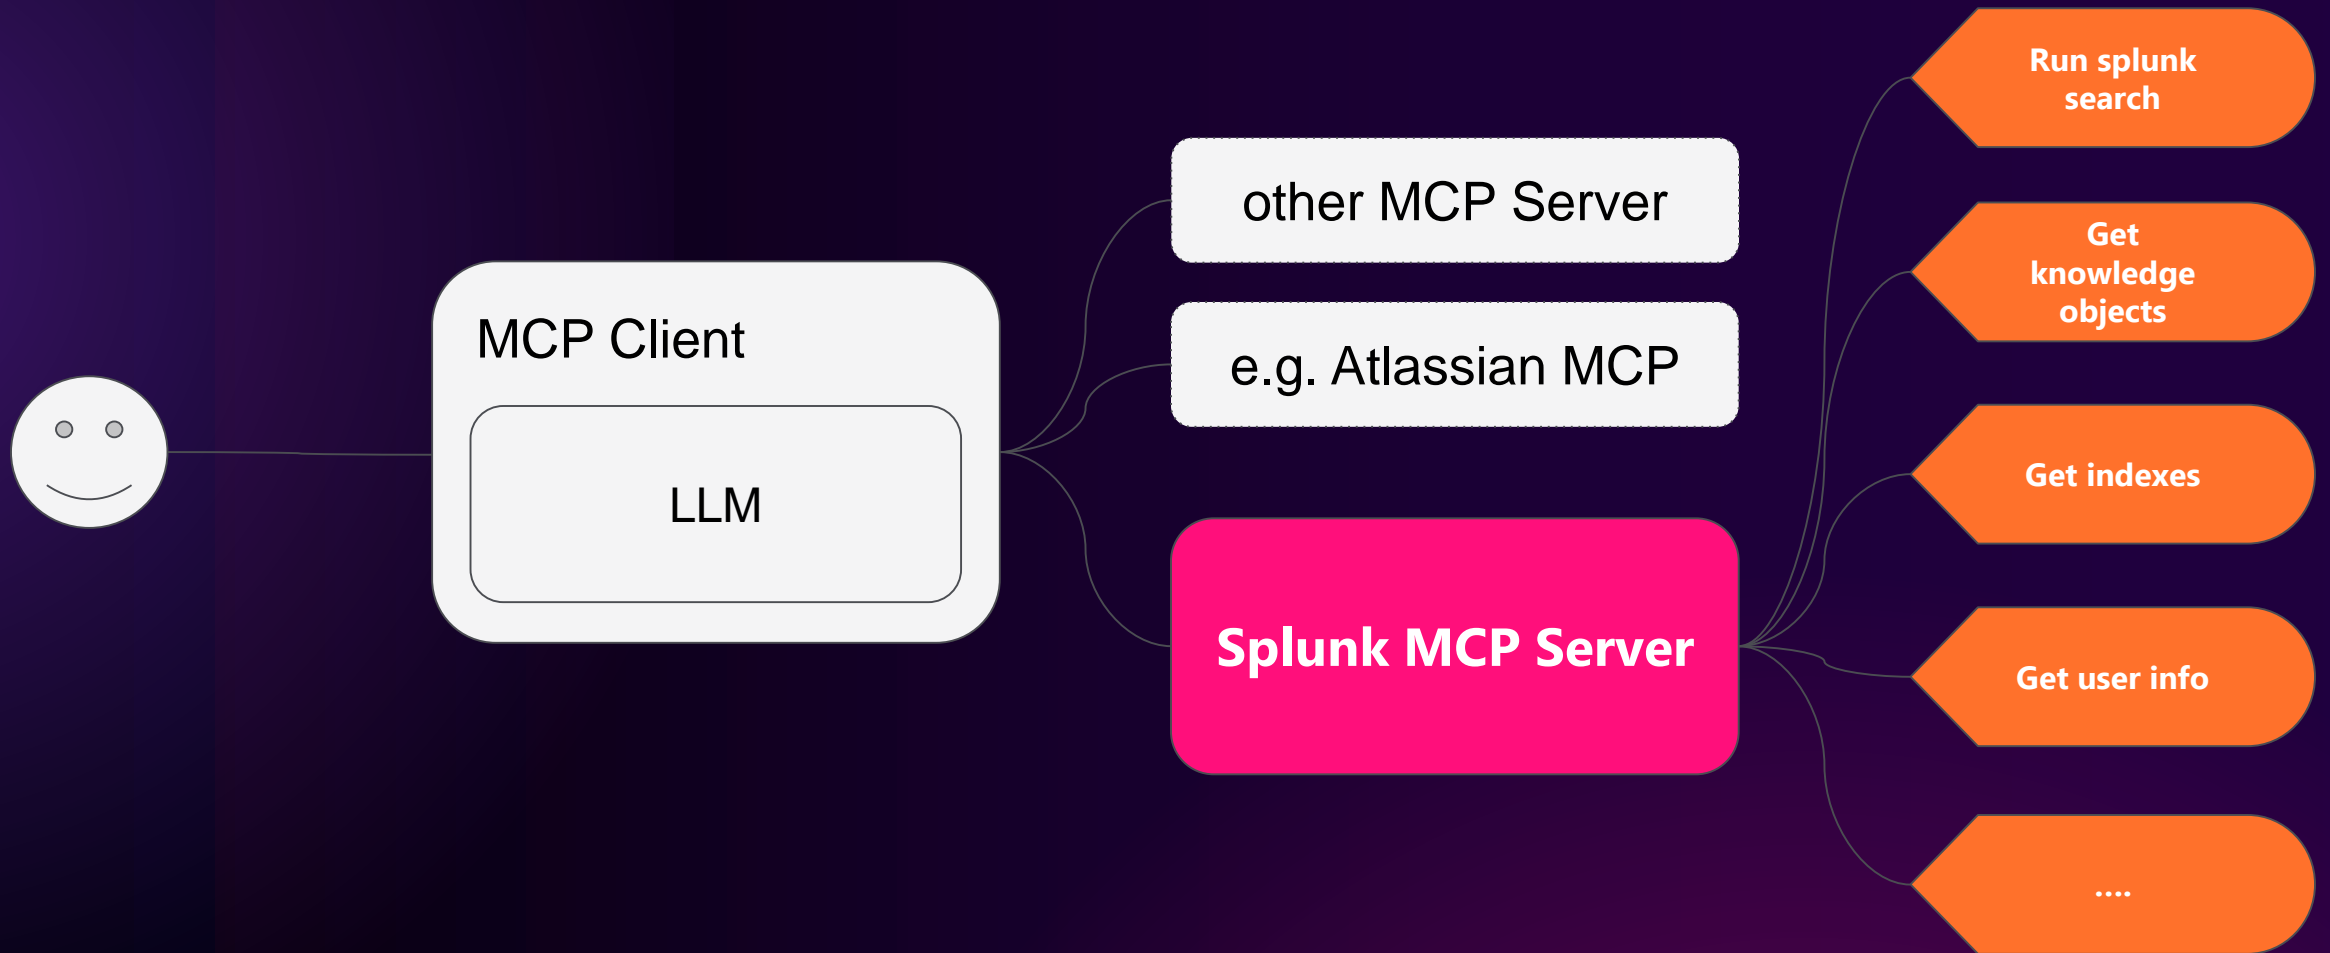 MCP Client
LLM
other MCP Server
e.g. Atlassian MCP
Splunk MCP Server
Run splunk
search
Get
knowledge
objects
Get indexes
Get user info
....